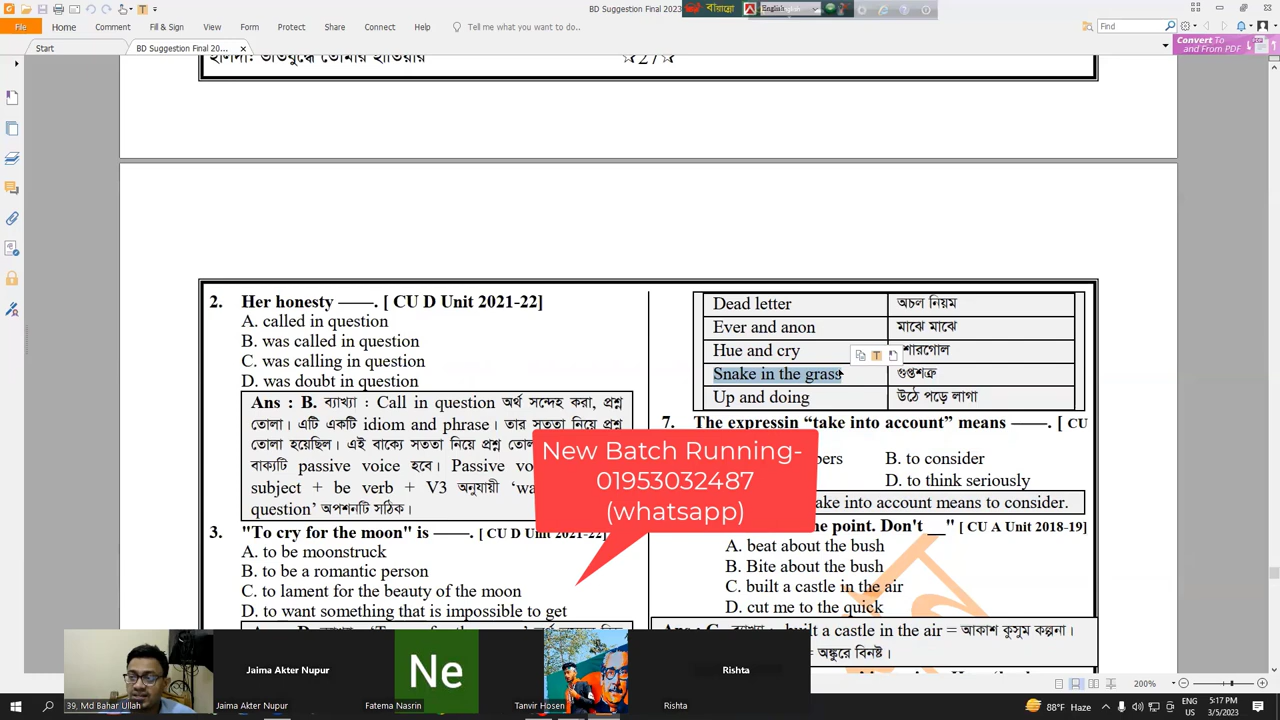 BD Suggestion Final 2023
বায়ান্নো
English
File
Home
Comment
Fill & Sign
View
Form
Protect
Share
Connect
Help
Tell me what you want to do..
Find
Start
BD Suggestion Final 20...
Convert To
and From PDF
☆27☆
2. Her honesty ——. [ CU D Unit 2021-22]
A. called in question
B. was called in question
C. was calling in question
D. was doubt in question
Ans : B. ব্যাখ্যা : Call in question অর্থ সন্দেহ করা, প্রশ্ন
তোলা। এটি একটি idiom and phrase। তার সততা নিয়ে প্রশ্ন
তোলা হয়েছিল। এই বাক্যে সততা নিয়ে প্রশ্ন
বাক্যটি passive voice হবে। Passive
subject + be verb + V3 অনুযায়ী
question’ অপশনটি সঠিক।
3. "To cry for the moon" is ——. [ CU D Unit 2021-22]
A. to be moonstruck
B. to be a romantic person
C. to lament for the beauty of the moon
D. to want something that is impossible to get
Dead letter অচল নিয়ম
Ever and anon মাঝে মাঝে
Hue and cry শোরগোল
Snake in the grass গুপ্তশত্রু
Up and doing উঠে পড়ে লাগা
7. The expressin “take into account” means ——. [ CU
B. to consider
D. to think seriously
take into account means to consider.
the point. Don't __" [ CU A Unit 2018-19]
A. beat about the bush
B. Bite about the bush
C. built a castle in the air
D. cut me to the quick
Ans: C. ব্যাখ্যা : built a castle in the air = আকাশ কুসুম কল্পনা।
= অঙ্কুরে বিনষ্ট।
New Batch Running-
01953032487
(whatsapp)
39, Md Bahar Ullah
Jaima Akter Nupur
Jaima Akter Nupur
Ne
Fatema Nasrin
Tanvir Hosen
Rishta
Rishta
200%
88°F Haze
5:17 PM
3/5/2023